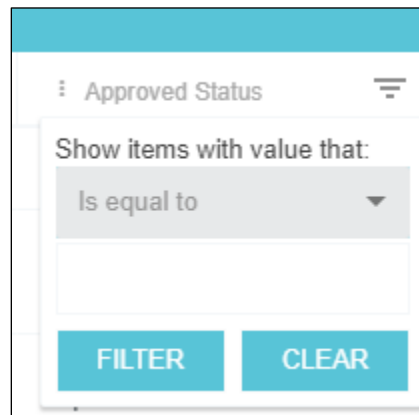 Approved Status
Show items with value that:
Is equal to
FILTER CLEAR